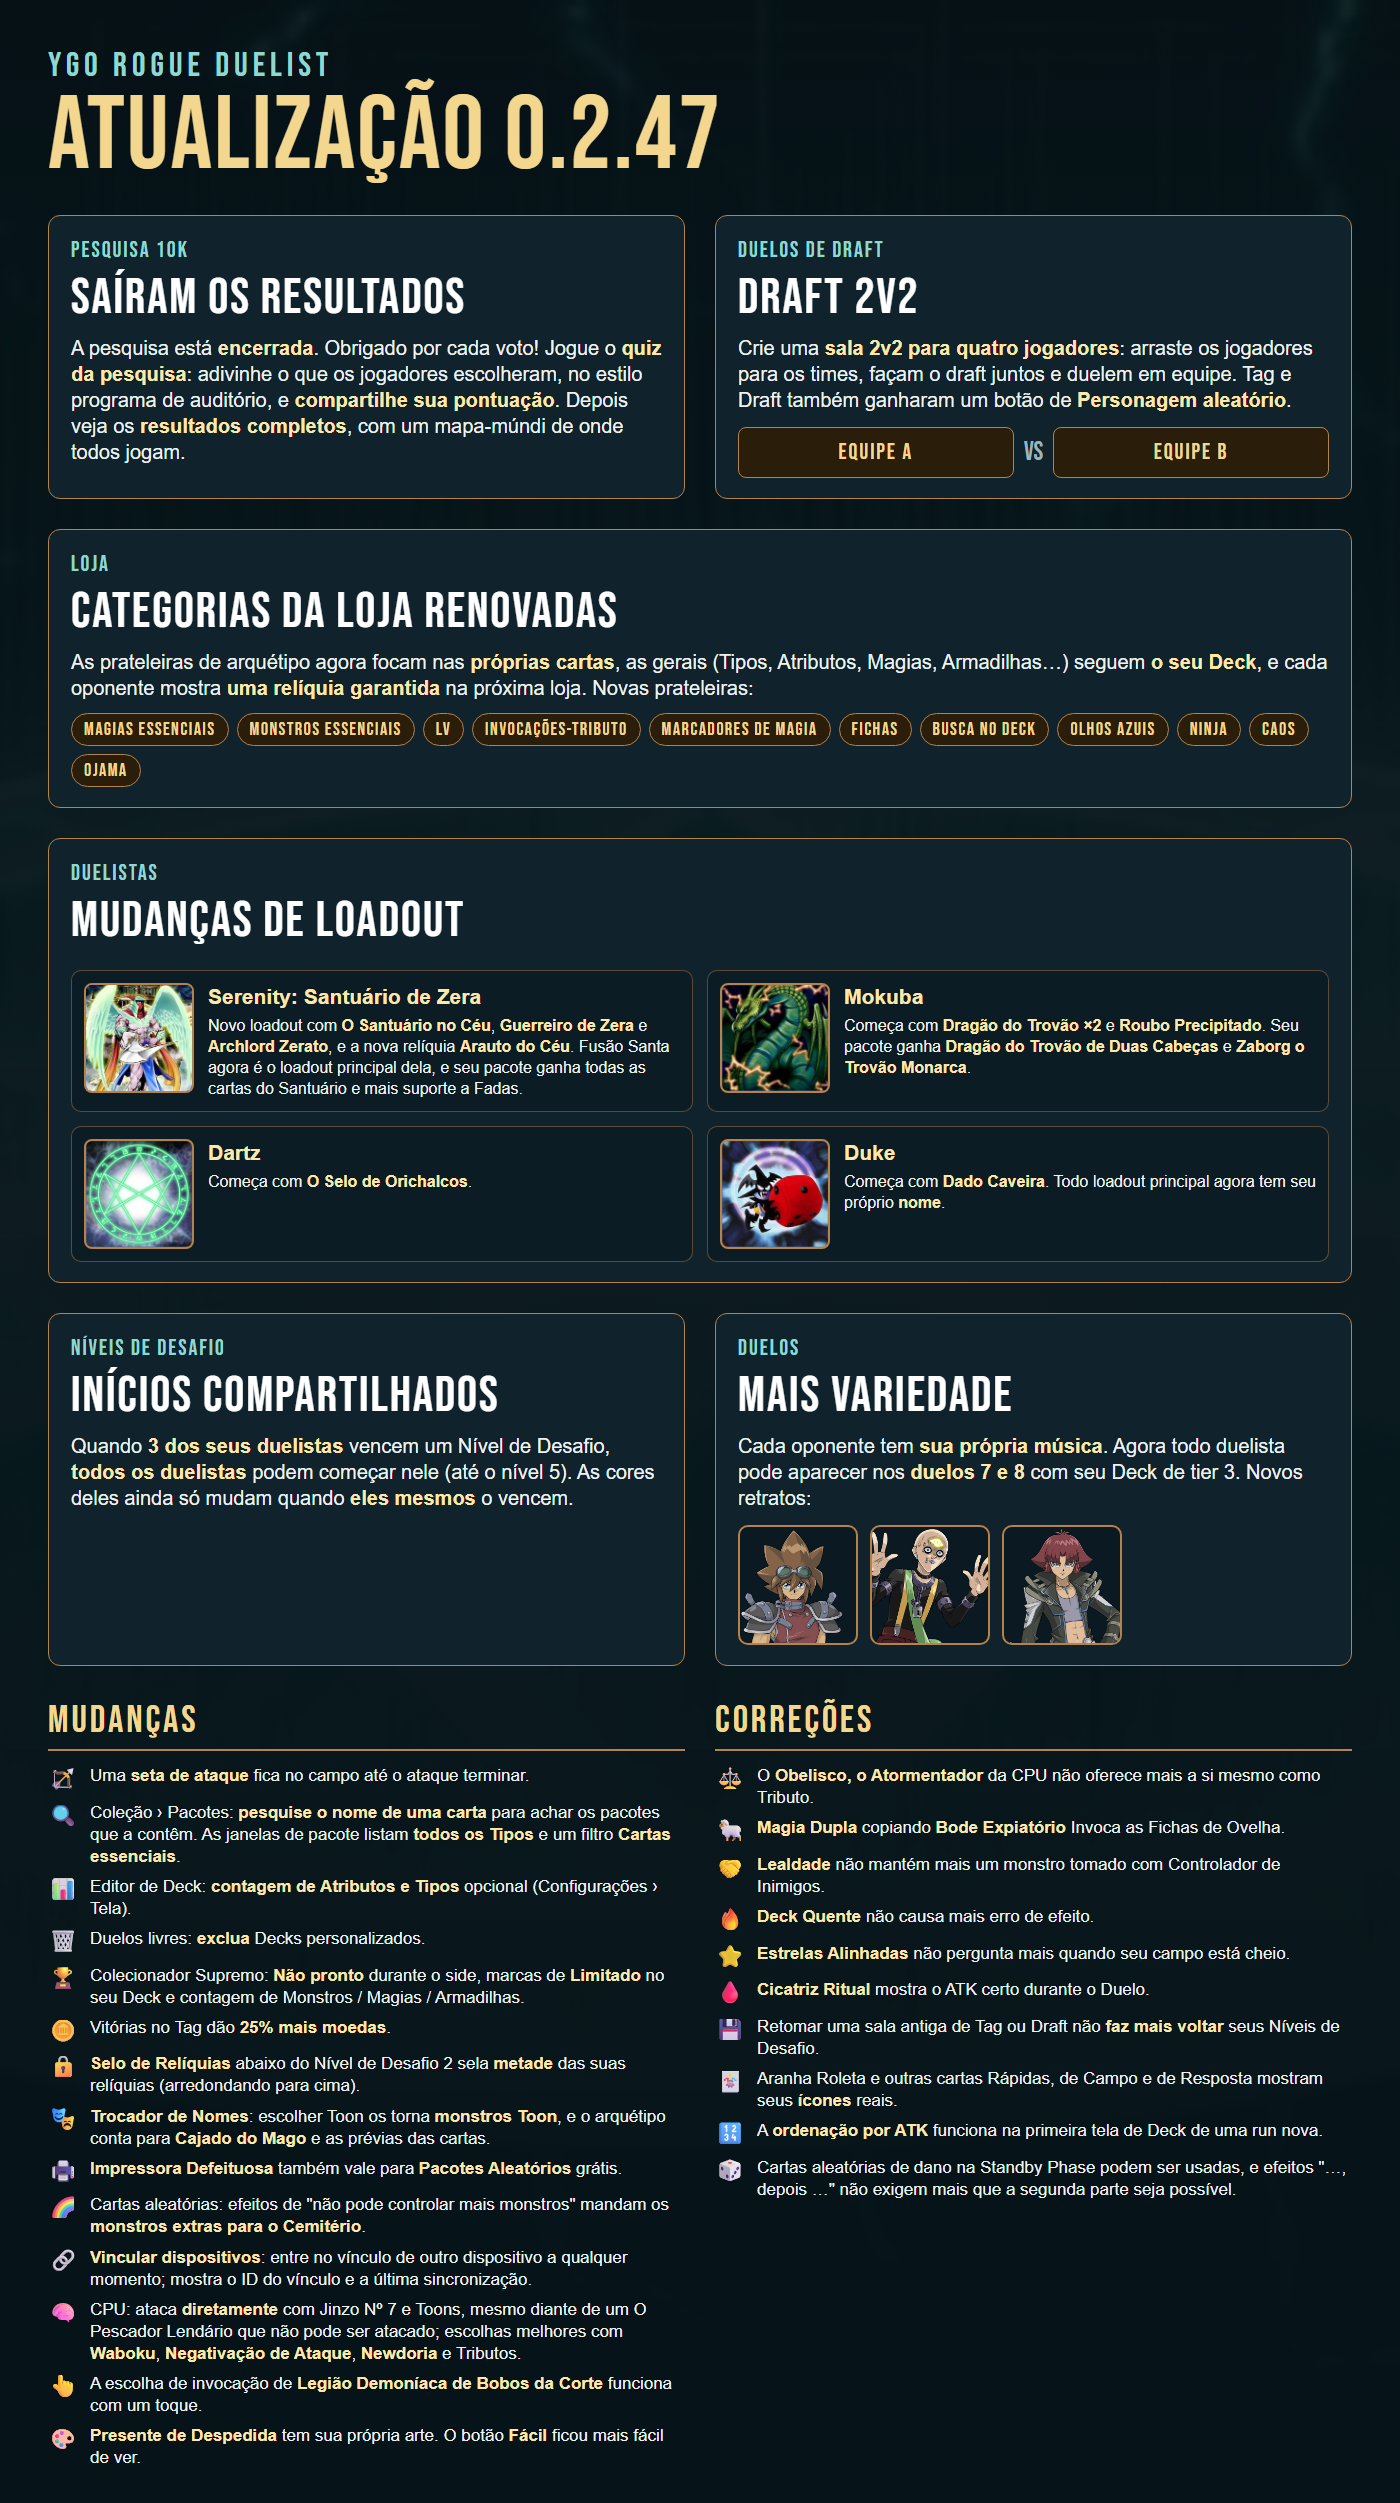 YGO ROGUE DUELIST
ATUALIZAÇÃO 0.2.47
PESQUISA 10K
SAÍRAM OS RESULTADOS
A pesquisa está encerrada. Obrigado por cada voto! Jogue o quiz
da pesquisa: adivinhe o que os jogadores escolheram, no estilo
programa de auditório, e compartilhe sua pontuação. Depois
veja os resultados completos, com um mapa-múndi de onde
todos jogam.
DUELOS DE DRAFT
DRAFT 2V2
Crie uma sala 2v2 para quatro jogadores: arraste os jogadores
para os times, façam o draft juntos e duelem em equipe. Tag e
Draft também ganharam um botão de Personagem aleatório.
EQUIPE A VS EQUIPE B
LOJA
CATEGORIAS DA LOJA RENOVADAS
As prateleiras de arquétipo agora focam nas próprias cartas, as gerais (Tipos, Atributos, Magias, Armadilhas…) seguem o seu Deck, e cada
oponente mostra uma relíquia garantida na próxima loja. Novas prateleiras:
MAGIAS ESSENCIAIS MONSTROS ESSENCIAIS LV INVOCAÇÕES-TRIBUTO MARCADORES DE MAGIA FICHAS BUSCA NO DECK OLHOS AZUIS NINJA CAOS
OJAMA
DUELISTAS
MUDANÇAS DE LOADOUT
Serenity: Santuário de Zera
Novo loadout com O Santuário no Céu, Guerreiro de Zera e
Archlord Zerato, e a nova relíquia Arauto do Céu. Fusão Santa
agora é o loadout principal dela, e seu pacote ganha todas as
cartas do Santuário e mais suporte a Fadas.
Mokuba
Começa com Dragão do Trovão ×2 e Roubo Precipitado. Seu
pacote ganha Dragão do Trovão de Duas Cabeças e Zaborg o
Trovão Monarca.
Dartz
Começa com O Selo de Orichalcos.
Duke
Começa com Dado Caveira. Todo loadout principal agora tem seu
próprio nome.
NÍVEIS DE DESAFIO
INÍCIOS COMPARTILHADOS
Quando 3 dos seus duelistas vencem um Nível de Desafio,
todos os duelistas podem começar nele (até o nível 5). As cores
deles ainda só mudam quando eles mesmos o vencem.
DUELOS
MAIS VARIEDADE
Cada oponente tem sua própria música. Agora todo duelista
pode aparecer nos duelos 7 e 8 com seu Deck de tier 3. Novos
retratos:
MUDANÇAS
Uma seta de ataque fica no campo até o ataque terminar.
Coleção › Pacotes: pesquise o nome de uma carta para achar os pacotes
que a contêm. As janelas de pacote listam todos os Tipos e um filtro Cartas
essenciais.
Editor de Deck: contagem de Atributos e Tipos opcional (Configurações ›
Tela).
Duelos livres: exclua Decks personalizados.
Colecionador Supremo: Não pronto durante o side, marcas de Limitado no
seu Deck e contagem de Monstros / Magias / Armadilhas.
Vitórias no Tag dão 25% mais moedas.
Selo de Relíquias abaixo do Nível de Desafio 2 sela metade das suas
relíquias (arredondando para cima).
Trocador de Nomes: escolher Toon os torna monstros Toon, e o arquétipo
conta para Cajado do Mago e as prévias das cartas.
Impressora Defeituosa também vale para Pacotes Aleatórios grátis.
Cartas aleatórias: efeitos de "não pode controlar mais monstros" mandam os
monstros extras para o Cemitério.
Vincular dispositivos: entre no vínculo de outro dispositivo a qualquer
momento; mostra o ID do vínculo e a última sincronização.
CPU: ataca diretamente com Jinzo Nº 7 e Toons, mesmo diante de um O
Pescador Lendário que não pode ser atacado; escolhas melhores com
Waboku, Negativação de Ataque, Newdoria e Tributos.
A escolha de invocação de Legião Demoníaca de Bobos da Corte funciona
com um toque.
Presente de Despedida tem sua própria arte. O botão Fácil ficou mais fácil
de ver.
CORREÇÕES
O Obelisco, o Atormentador da CPU não oferece mais a si mesmo como
Tributo.
Magia Dupla copiando Bode Expiatório Invoca as Fichas de Ovelha.
Lealdade não mantém mais um monstro tomado com Controlador de
Inimigos.
Deck Quente não causa mais erro de efeito.
Estrelas Alinhadas não pergunta mais quando seu campo está cheio.
Cicatriz Ritual mostra o ATK certo durante o Duelo.
Retomar uma sala antiga de Tag ou Draft não faz mais voltar seus Níveis de
Desafio.
Aranha Roleta e outras cartas Rápidas, de Campo e de Resposta mostram
seus ícones reais.
A ordenação por ATK funciona na primeira tela de Deck de uma run nova.
Cartas aleatórias de dano na Standby Phase podem ser usadas, e efeitos "…,
depois …" não exigem mais que a segunda parte seja possível.